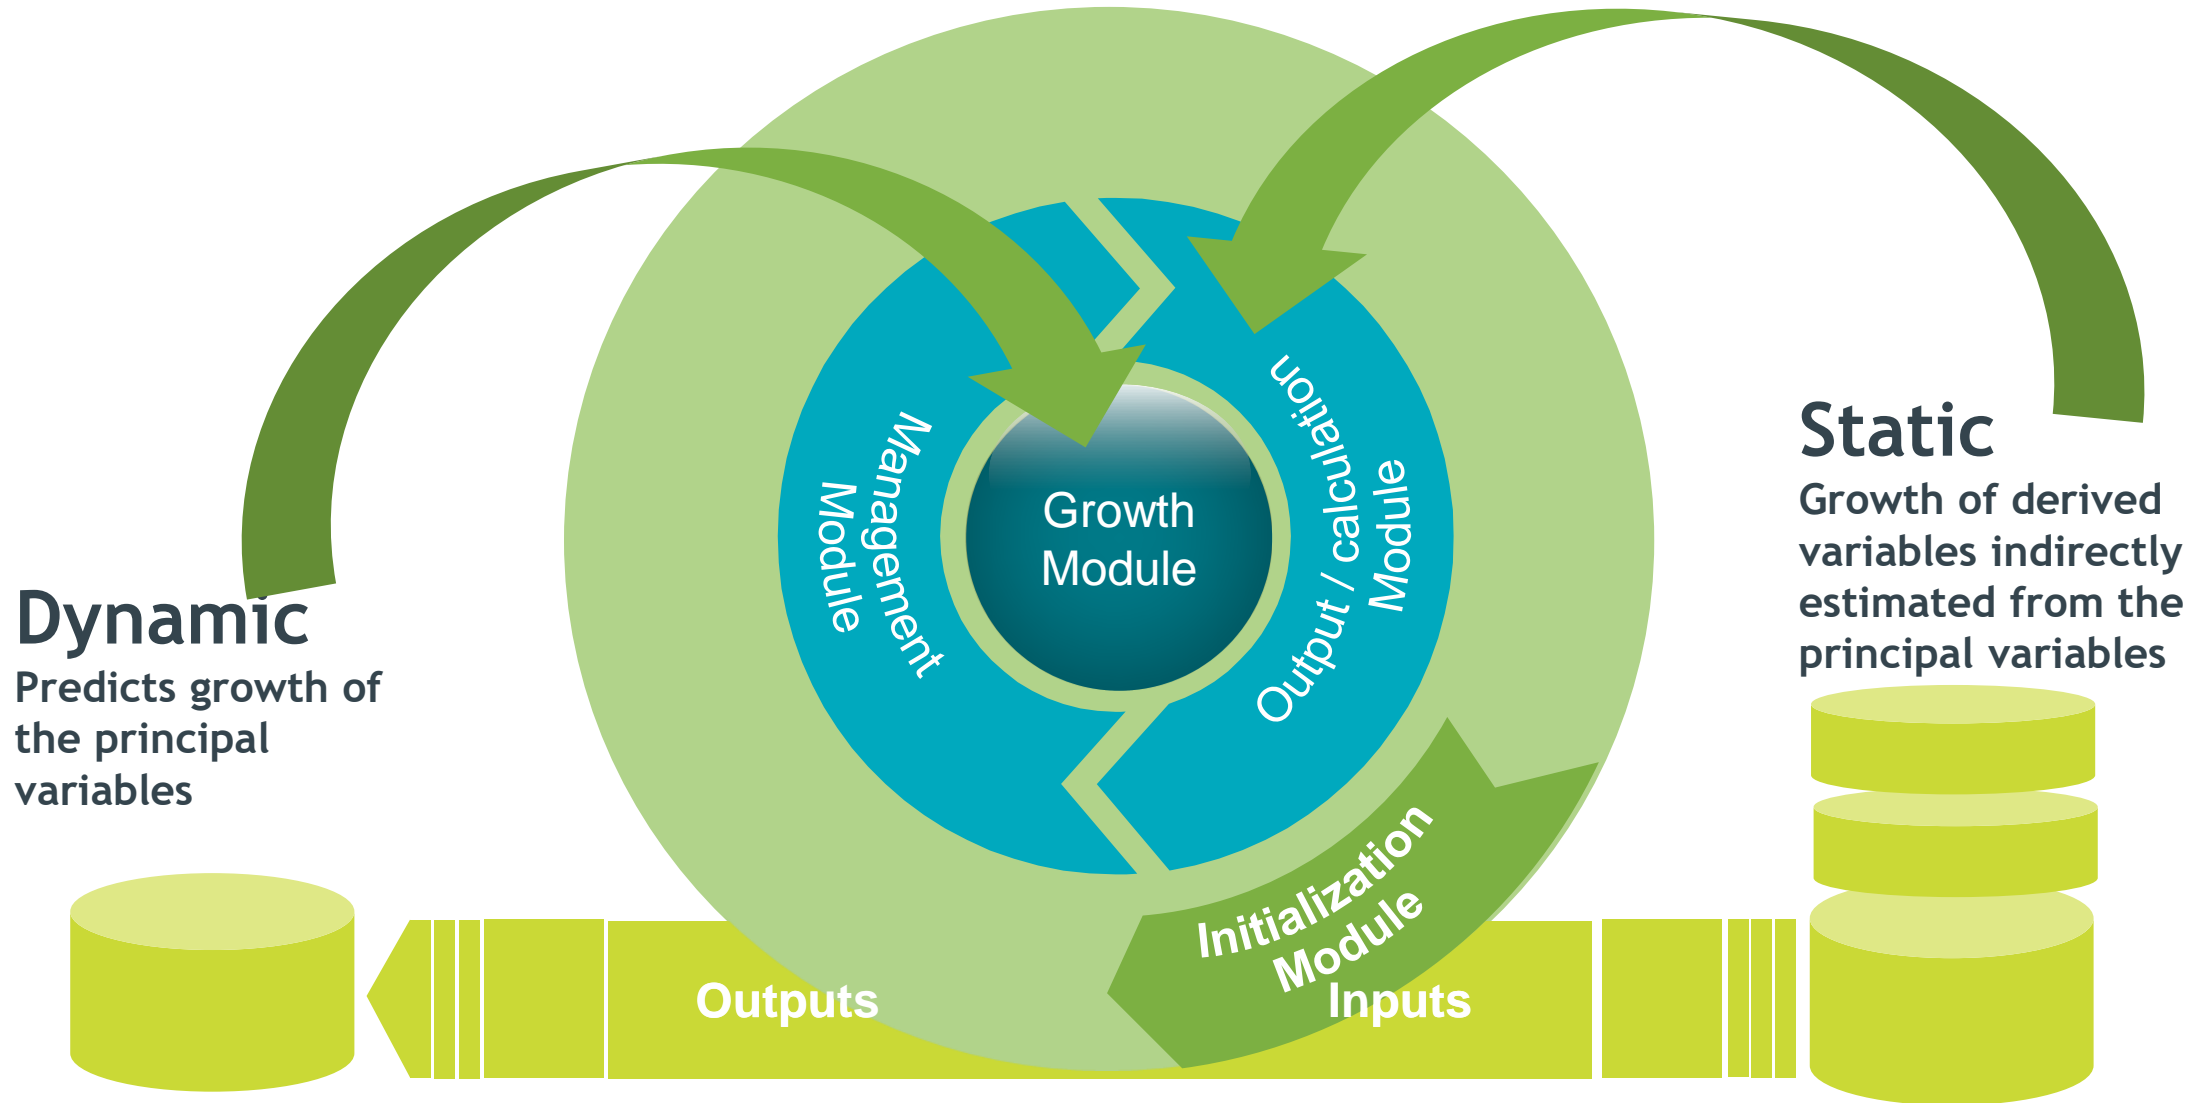 Dynamic
Predicts growth of
the principal
variables
Management
Module
Growth
Module
Output / calculation
Module
Initialization
Module
Outputs
Inputs
Static
Growth of derived
variables indirectly
estimated from the
principal variables